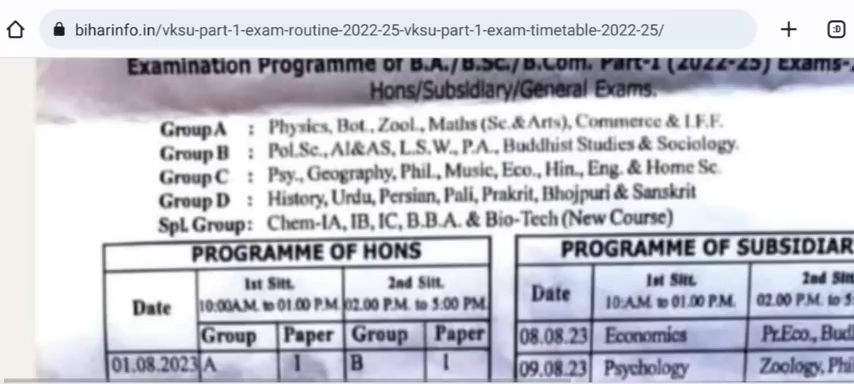 biharinfo.in/vksu-part-1-exam-routine-2022-25-vksu-part-1-exam-timetable-2022-25/
:D
Examination Programme of B.A./B.Sc./B.Com. Part-I (2022-25) Exams-
Hons/Subsidiary/General Exams.
Group A : Physics, Bot., Zool., Maths (Sc.&Arts), Commerce & I.F.F.
Group B : Pol.Sc., AI&AS, L.S.W., P.A., Buddhist Studies & Sociology.
Group C : Psy., Geography, Phil., Music, Eco., Hin., Eng. & Home Sc.
Group D : History, Urdu, Persian, Pali, Prakrit, Bhojpuri & Sanskrit
Spl. Group: Chem-IA, IB, IC, B.B.A. & Bio-Tech (New Course)
PROGRAMME OF HONS
Date 1st Sitt. 2nd Sitt.
10:00A.M. to 01.00 P.M. 02.00 P.M. to 5:00 PM.
Group Paper Group Paper
01.08.2023 A I B I
PROGRAMME OF SUBSIDIAR
Date 1st Sitt. 2nd Sitt
10:A.M. to 01.00 P.M. 02.00 P.M. to 5
08.08.23 Economics Pr.Eco., Bud
09.08.23 Psychology Zoology, Phi